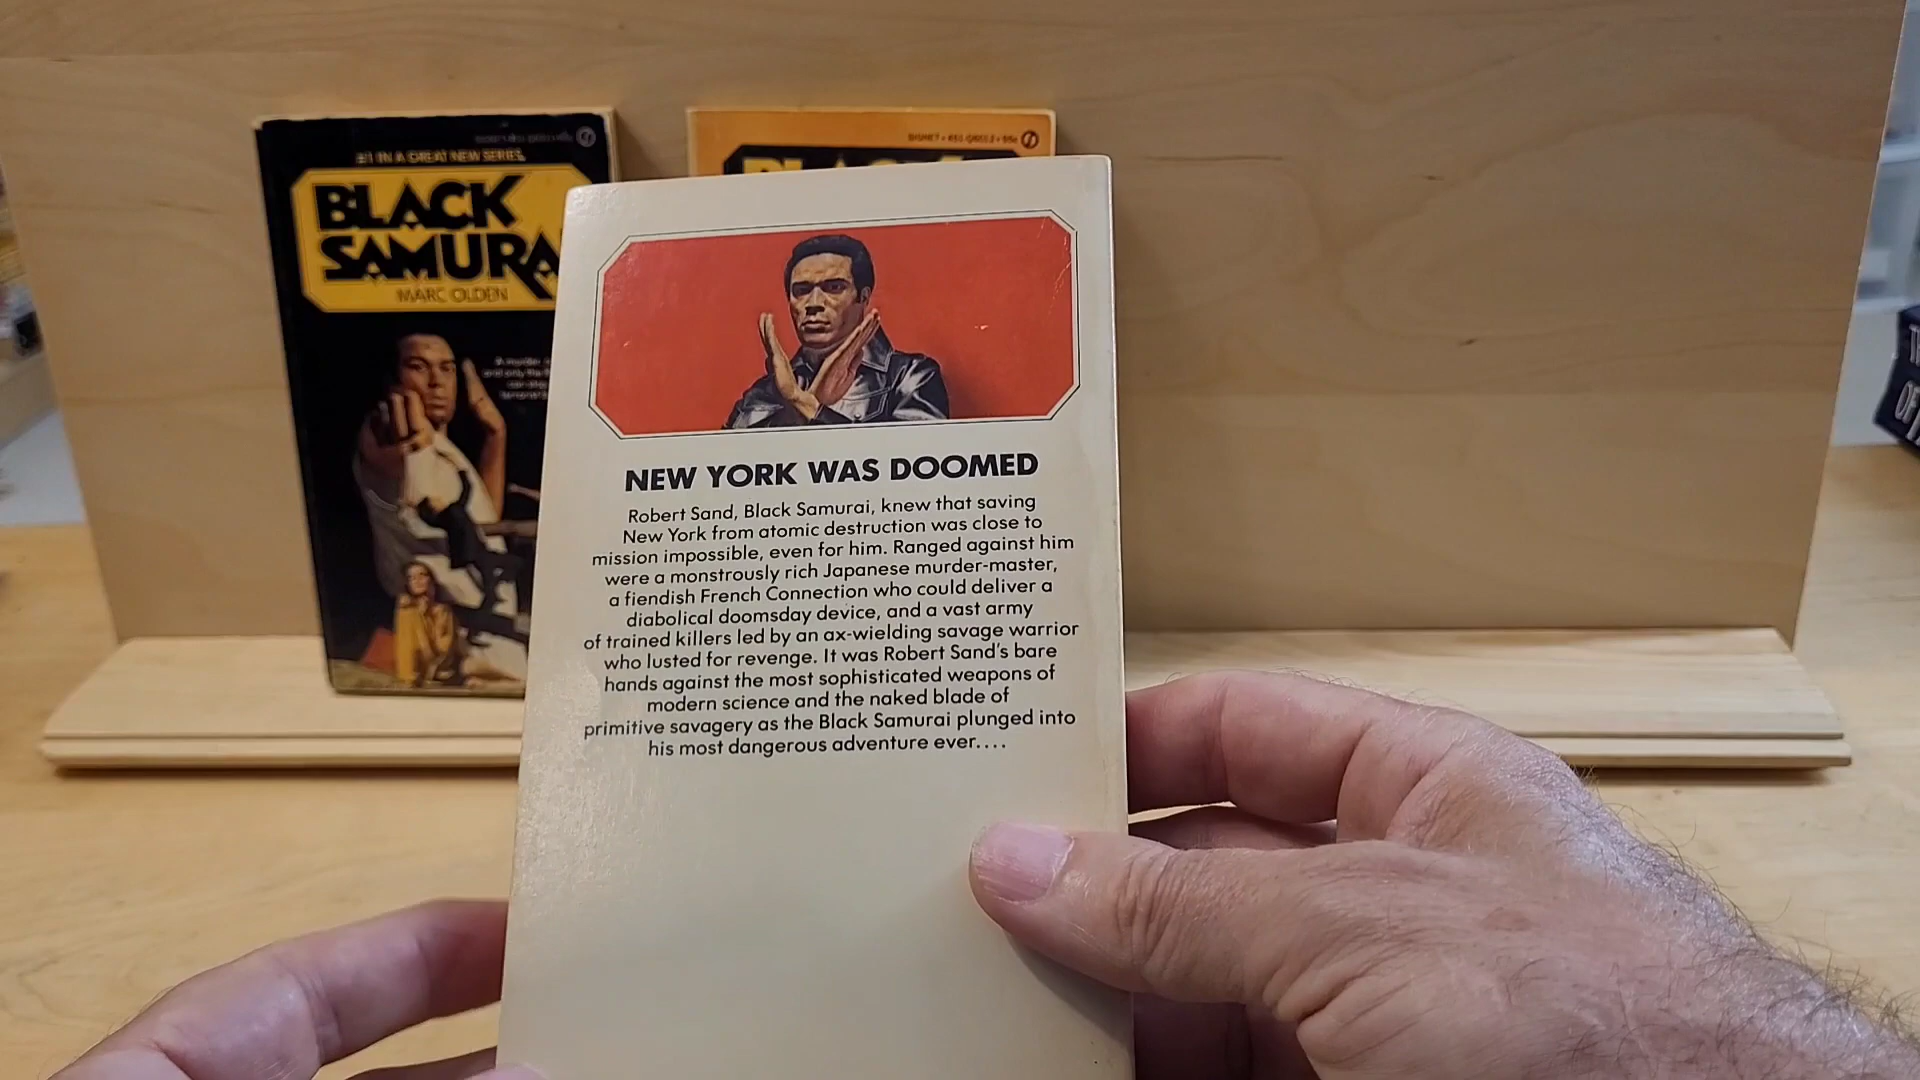 #1 IN A GREAT NEW SERIES
BLACK
SAMURA
MARC OLDEN
SIGNET
BLACK
NEW YORK WAS DOOMED
Robert Sand, Black Samurai, knew that saving
New York from atomic destruction was close to
mission impossible, even for him. Ranged against him
were a monstrously rich Japanese murder-master,
a fiendish French Connection who could deliver a
diabolical doomsday device, and a vast army
of trained killers led by an ax-wielding savage warrior
who lusted for revenge. It was Robert Sand's bare
hands against the most sophisticated weapons of
modern science and the naked blade of
primitive savagery as the Black Samurai plunged into
his most dangerous adventure ever....
OF